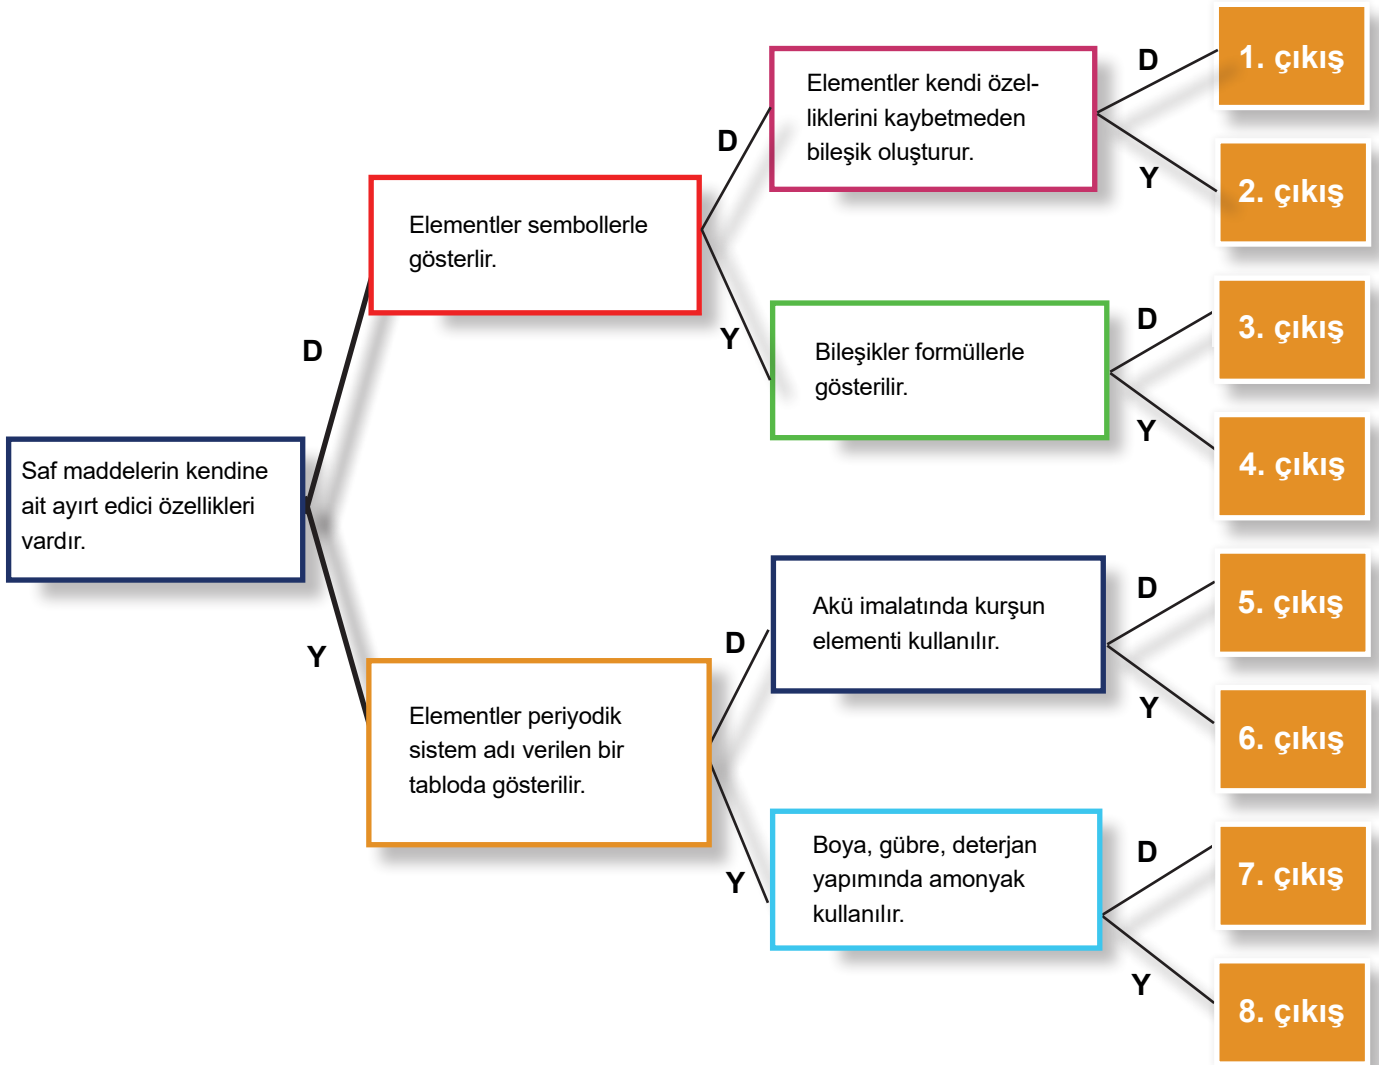 Saf maddelerin kendine
ait ayırt edici özellikleri
vardır.
D
Y
Elementler sembollerle
gösterlir.
D
Y
Elementler periyodik
sistem adı verilen bir
tabloda gösterilir.
D
Y
Elementler kendi özel-
liklerini kaybetmeden
bileşik oluşturur.
D
Y
Bileşikler formüllerle
gösterilir.
D
Y
Akü imalatında kurşun
elementi kullanılır.
D
Y
Boya, gübre, deterjan
yapımında amonyak
kullanılır.
D
Y
1. çıkış
2. çıkış
3. çıkış
4. çıkış
5. çıkış
6. çıkış
7. çıkış
8. çıkış